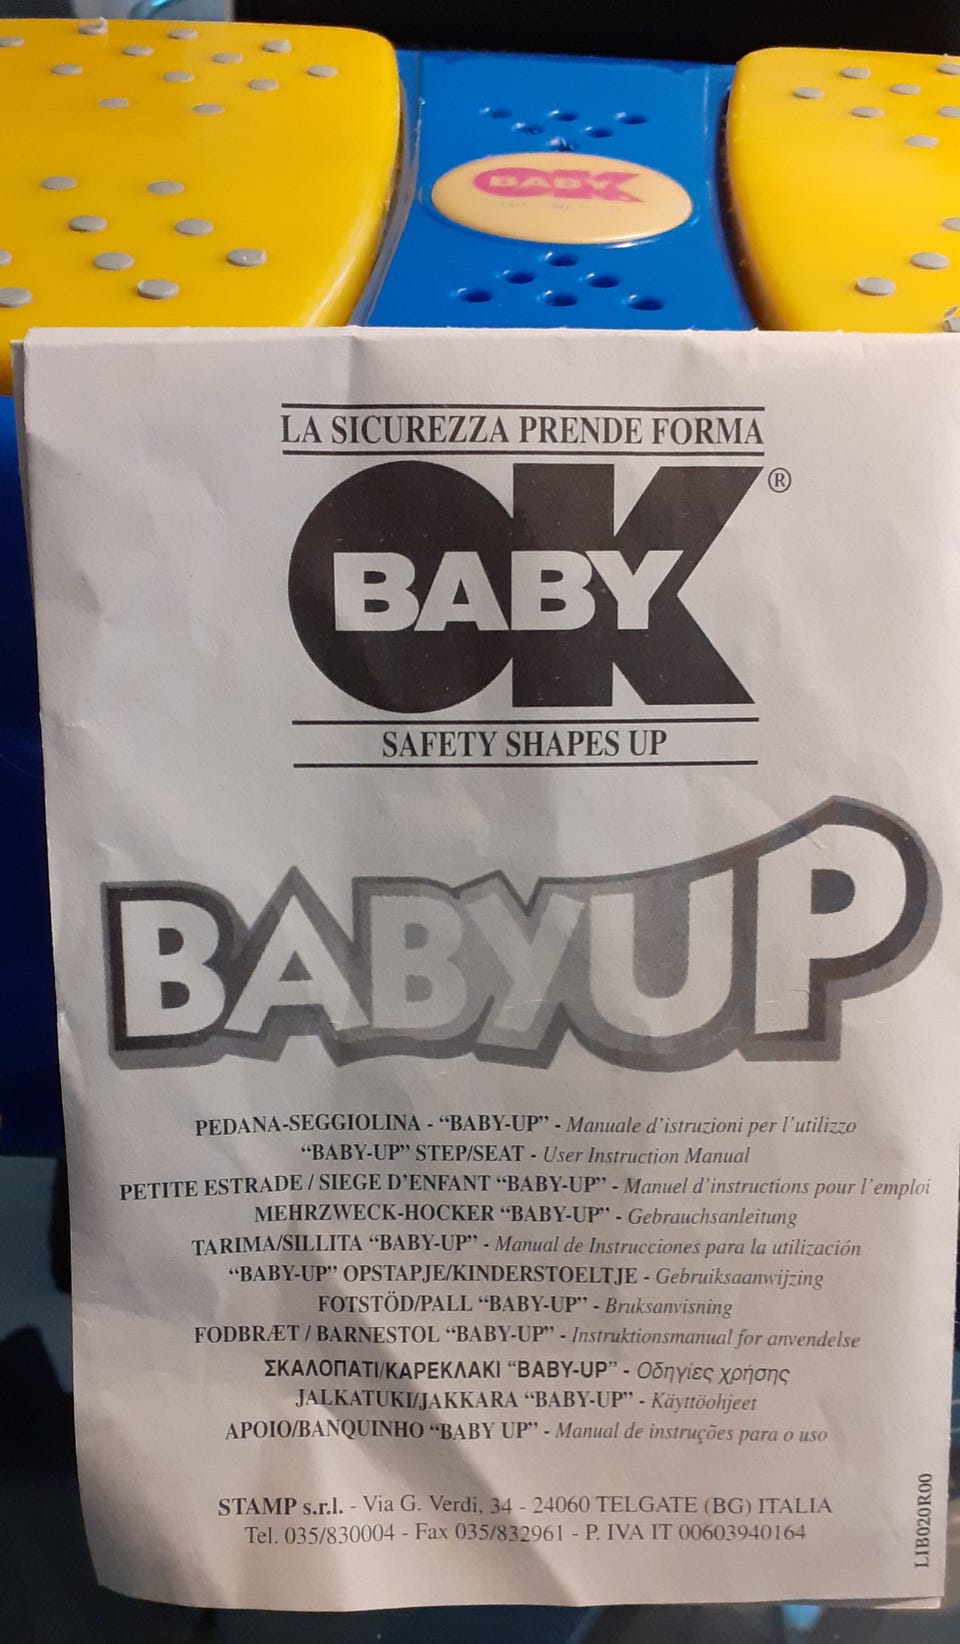 BABY OK
LA SICUREZZA PRENDE FORMA
BABY OK®
SAFETY SHAPES UP
BABYUP
PEDANA-SEGGIOLINA - “BABY-UP” - Manuale d’istruzioni per l’utilizzo
“BABY-UP” STEP/SEAT - User Instruction Manual
PETITE ESTRADE / SIEGE D’ENFANT “BABY-UP” - Manuel d’instructions pour l’emploi
MEHRZWECK-HOCKER “BABY-UP” - Gebrauchsanleitung
TARIMA/SILLITA “BABY-UP” - Manual de Instrucciones para la utilización
“BABY-UP” OPSTAPJE/KINDERSTOELTJE - Gebruiksaanwijzing
FOTSTÖD/PALL “BABY-UP” - Bruksanvisning
FODBRÆT / BARNESTOL “BABY-UP” - Instruktionsmanual for anvendelse
ΣΚΑΛΟΠΑΤΙ/ΚΑΡΕΚΛΑΚΙ “BABY-UP” - Οδηγίες χρήσης
JALKATUKI/JAKKARA “BABY-UP” - Käyttöohjeet
APOIO/BANQUINHO “BABY UP” - Manual de instruções para o uso
STAMP s.r.l. - Via G. Verdi, 34 - 24060 TELGATE (BG) ITALIA
Tel. 035/830004 - Fax 035/832961 - P. IVA IT 00603940164
LIB020R00